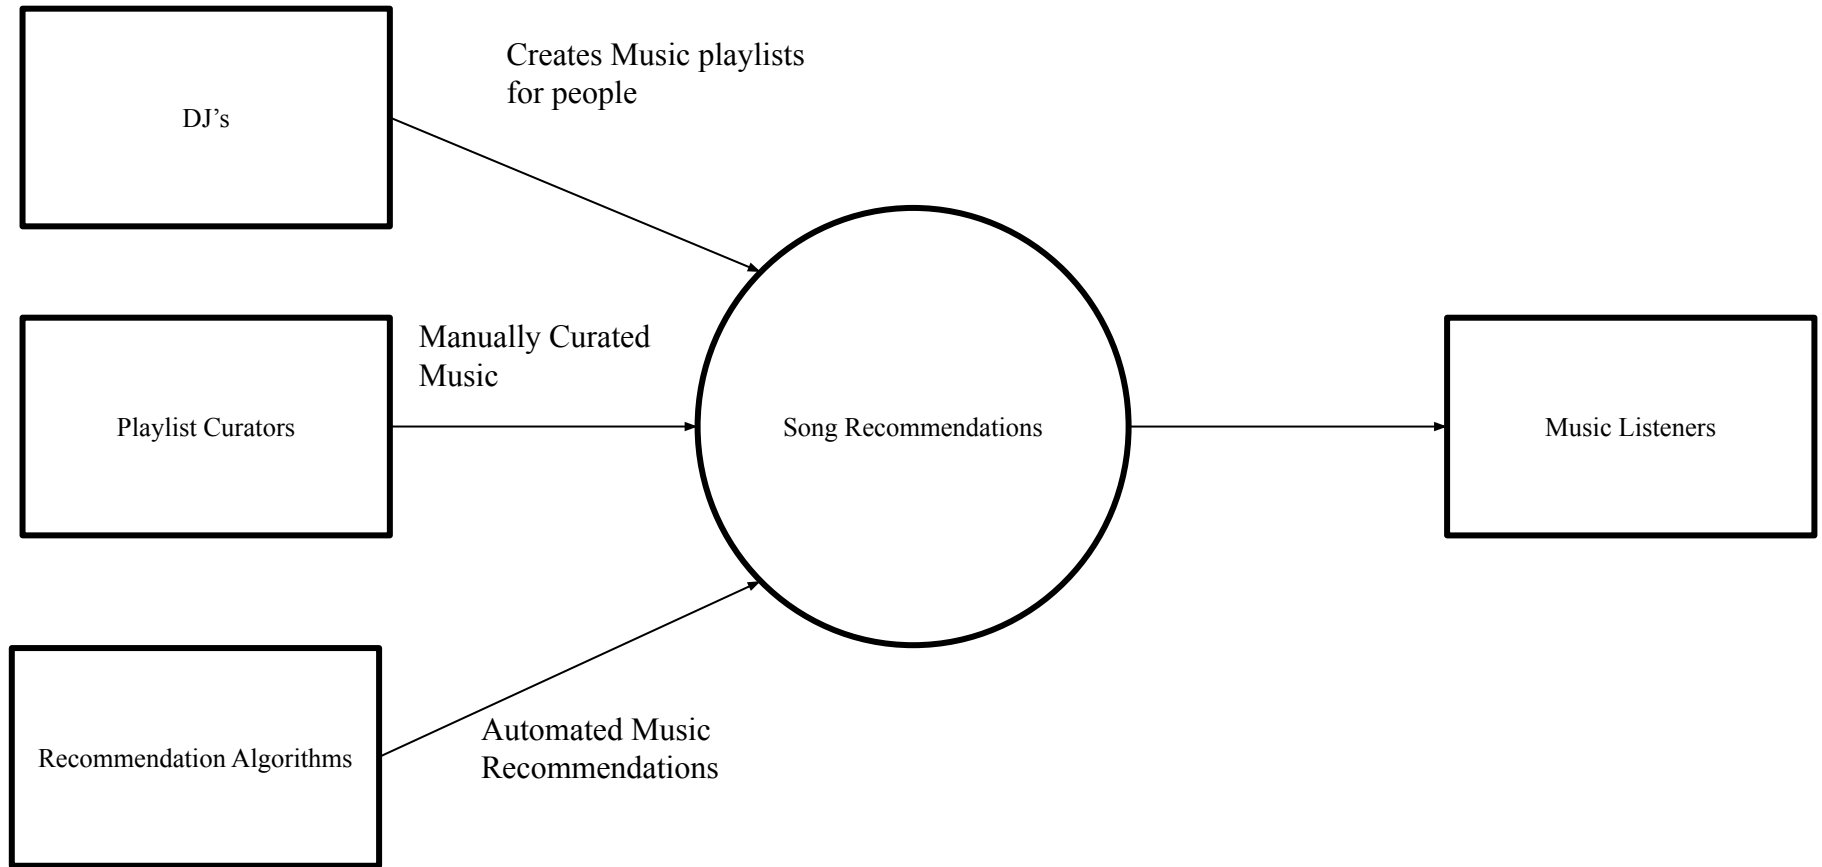 Creates Music playlists
for people
DJ’s
Manually Curated
Music
Playlist Curators
Song Recommendations
Music Listeners
Automated Music
Recommendations
Recommendation Algorithms